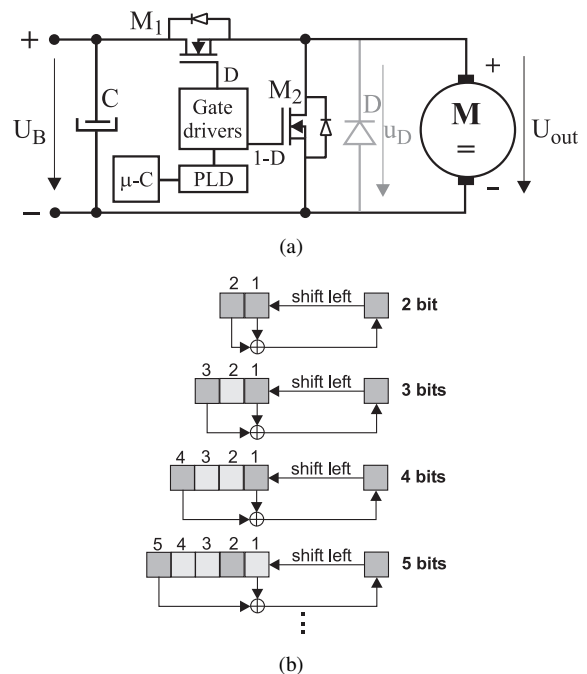 M1
+
D
M2
C
Gate
drivers
D
+
UB
uD
M
=
Uout
1-D
μ-C
PLD
−
−
(a)
2 1
shift left
2 bit
3 2 1
shift left
3 bits
4 3 2 1
shift left
4 bits
5 4 3 2 1
shift left
5 bits
(b)